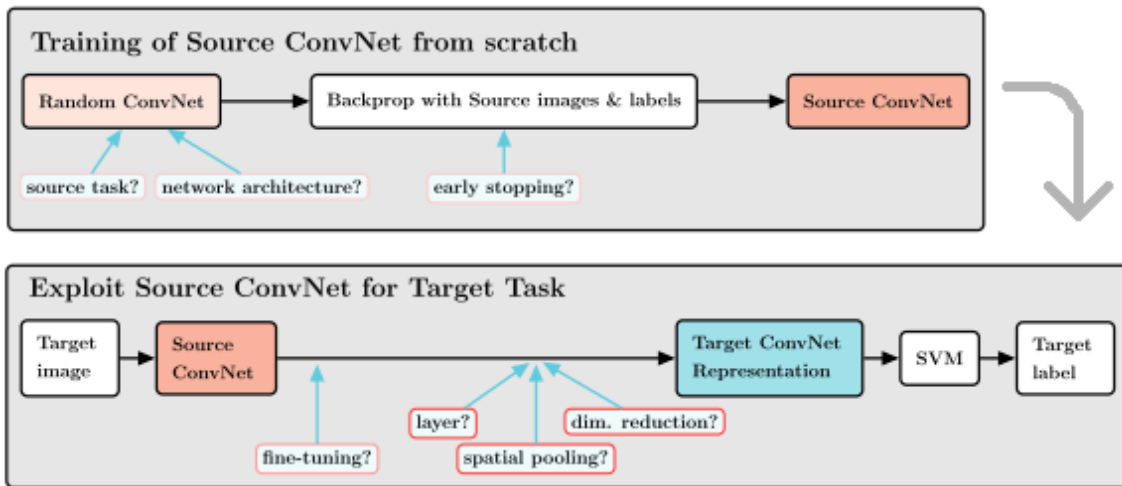 Training of Source ConvNet from scratch
Random ConvNet
Backprop with Source images & labels
Source ConvNet
source task?
network architecture?
early stopping?
Exploit Source ConvNet for Target Task
Target
image
Source
ConvNet
Target ConvNet
Representation
SVM
Target
label
layer?
dim. reduction?
fine-tuning?
spatial pooling?